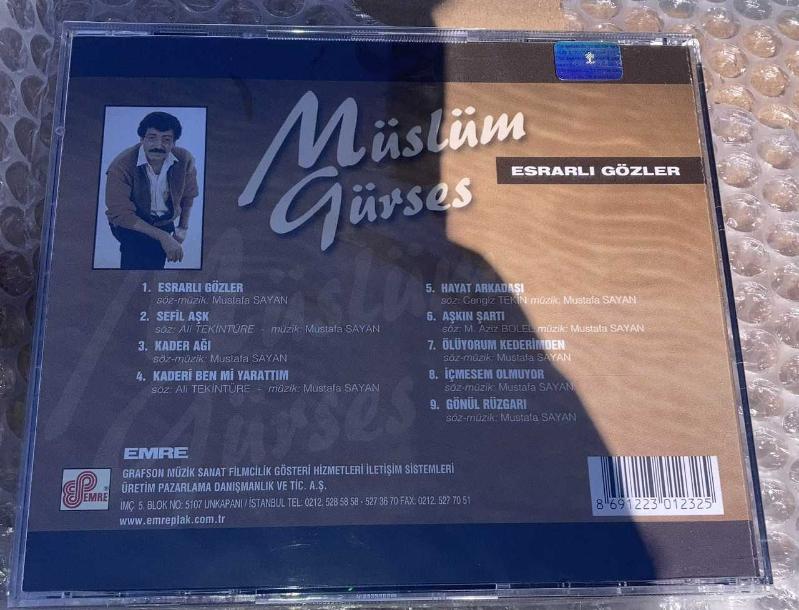 Müslüm
Gürses
ESRARLI GÖZLER
1. ESRARLI GÖZLER
söz-müzik: Mustafa SAYAN
2. SEFİL AŞK
söz: Ali TEKİNTÜRE - müzik: Mustafa SAYAN
3. KADER AĞI
söz-müzik: Mustafa SAYAN
4. KADERİ BEN Mİ YARATTIM
söz: Ali TEKİNTÜRE - müzik: Mustafa SAYAN
5. HAYAT ARKADAŞI
söz: Cengiz TEKİN müzik: Mustafa SAYAN
6. AŞKIN ŞARTI
söz: M. Aziz BOLEL müzik: Mustafa SAYAN
7. ÖLÜYORUM KEDERİMDEN
söz-müzik: Mustafa SAYAN
8. İÇMESEM OLMUYOR
söz-müzik: Mustafa SAYAN
9. GÖNÜL RÜZGARI
söz-müzik: Mustafa SAYAN
EMRE
EMRE
GRAFSON MÜZİK SANAT FİLMCİLİK GÖSTERİ HİZMETLERİ İLETİŞİM SİSTEMLERİ
ÜRETİM PAZARLAMA DANIŞMANLIK VE TİC. A.Ş.
İMÇ. 5. BLOK NO: 5107 UNKAPANI / İSTANBUL TEL: 0212. 528 58 58 - 527 36 70 FAX: 0212. 527 70 51
www.emreplak.com.tr
8 691223 012325